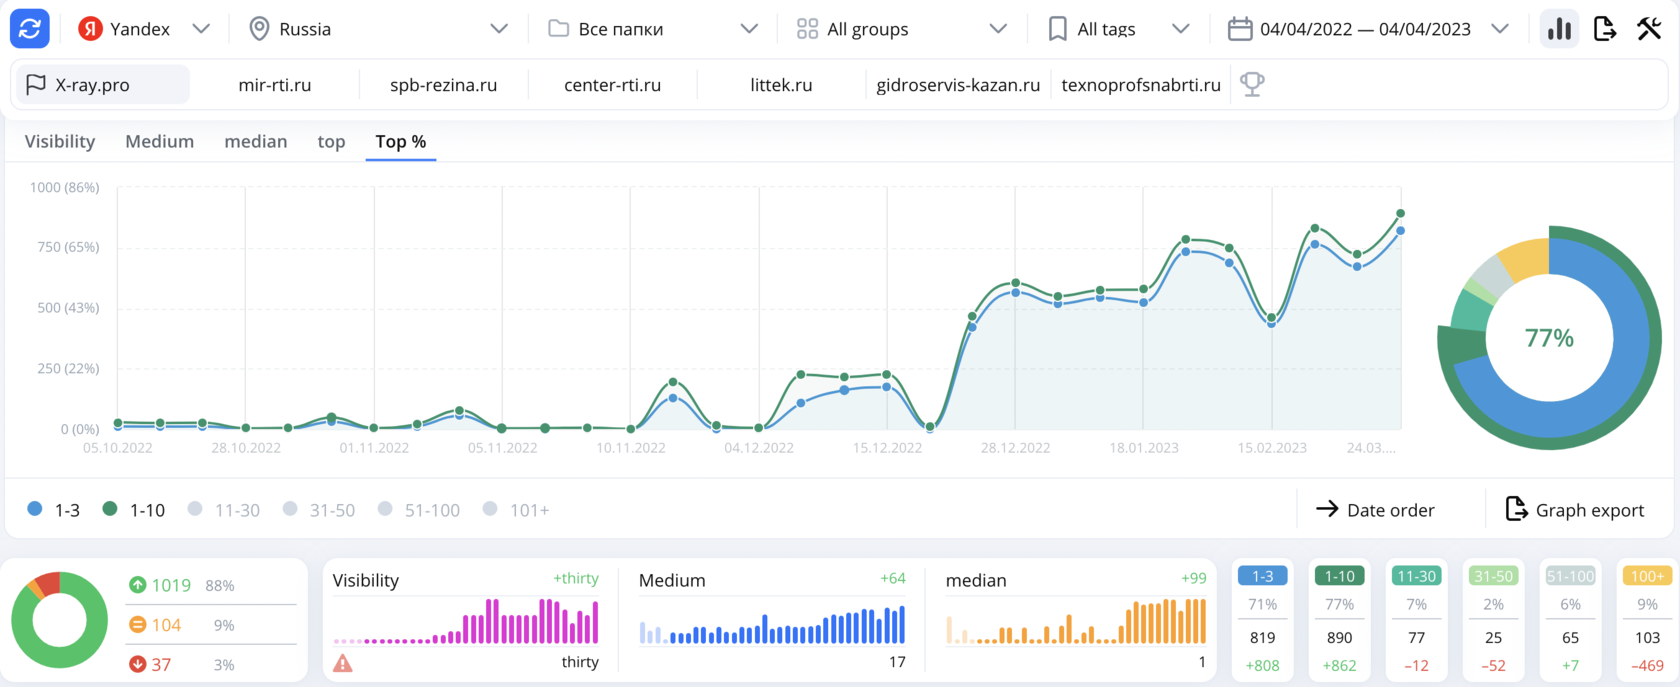 Я Yandex Russia Все папки All groups All tags 04/04/2022 — 04/04/2023
X-ray.pro mir-rti.ru spb-rezina.ru center-rti.ru littek.ru gidroservis-kazan.ru texnoprofsnabrti.ru
Visibility Medium median top Top %
1000 (86%)
750 (65%)
500 (43%)
250 (22%)
0 (0%)
05.10.2022 28.10.2022 01.11.2022 05.11.2022 10.11.2022 04.12.2022 15.12.2022 28.12.2022 18.01.2023 15.02.2023 24.03....
77%
1-3 1-10 11-30 31-50 51-100 101+ Date order Graph export
1019 88%
104 9%
37 3%
Visibility +thirty
thirty
Medium +64
17
median +99
1
1-3 1-10 11-30 31-50 51-100 100+
71% 77% 7% 2% 6% 9%
819 890 77 25 65 103
+808 +862 –12 –52 +7 –469